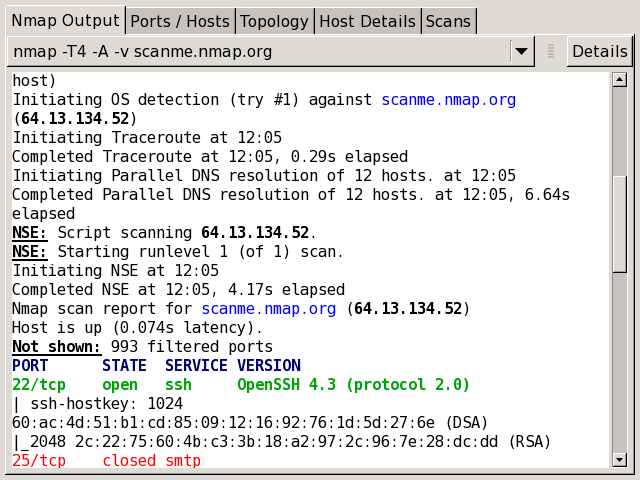 Nmap Output Ports / Hosts Topology Host Details Scans
nmap -T4 -A -v scanme.nmap.org Details
host)
Initiating OS detection (try #1) against scanme.nmap.org
(64.13.134.52)
Initiating Traceroute at 12:05
Completed Traceroute at 12:05, 0.29s elapsed
Initiating Parallel DNS resolution of 12 hosts. at 12:05
Completed Parallel DNS resolution of 12 hosts. at 12:05, 6.64s
elapsed
NSE: Script scanning 64.13.134.52.
NSE: Starting runlevel 1 (of 1) scan.
Initiating NSE at 12:05
Completed NSE at 12:05, 4.17s elapsed
Nmap scan report for scanme.nmap.org (64.13.134.52)
Host is up (0.074s latency).
Not shown: 993 filtered ports
PORT STATE SERVICE VERSION
22/tcp open ssh OpenSSH 4.3 (protocol 2.0)
| ssh-hostkey: 1024
60:ac:4d:51:b1:cd:85:09:12:16:92:76:1d:5d:27:6e (DSA)
|_2048 2c:22:75:60:4b:c3:3b:18:a2:97:2c:96:7e:28:dc:dd (RSA)
25/tcp closed smtp